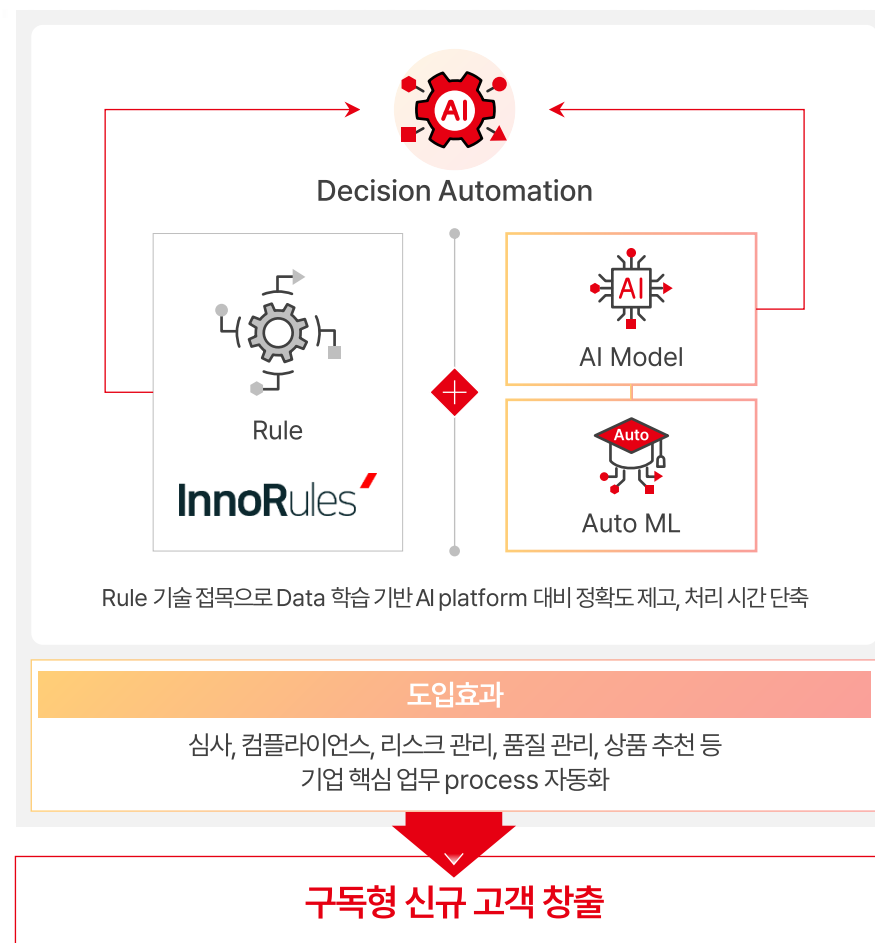 AI
Decision Automation
Rule
InnoRules
AI
AI Model
Auto
Auto ML
Rule 기술 접목으로 Data 학습 기반 AI platform 대비 정확도 제고, 처리 시간 단축
도입효과
심사, 컴플라이언스, 리스크 관리, 품질 관리, 상품 추천 등
기업 핵심 업무 process 자동화
구독형 신규 고객 창출